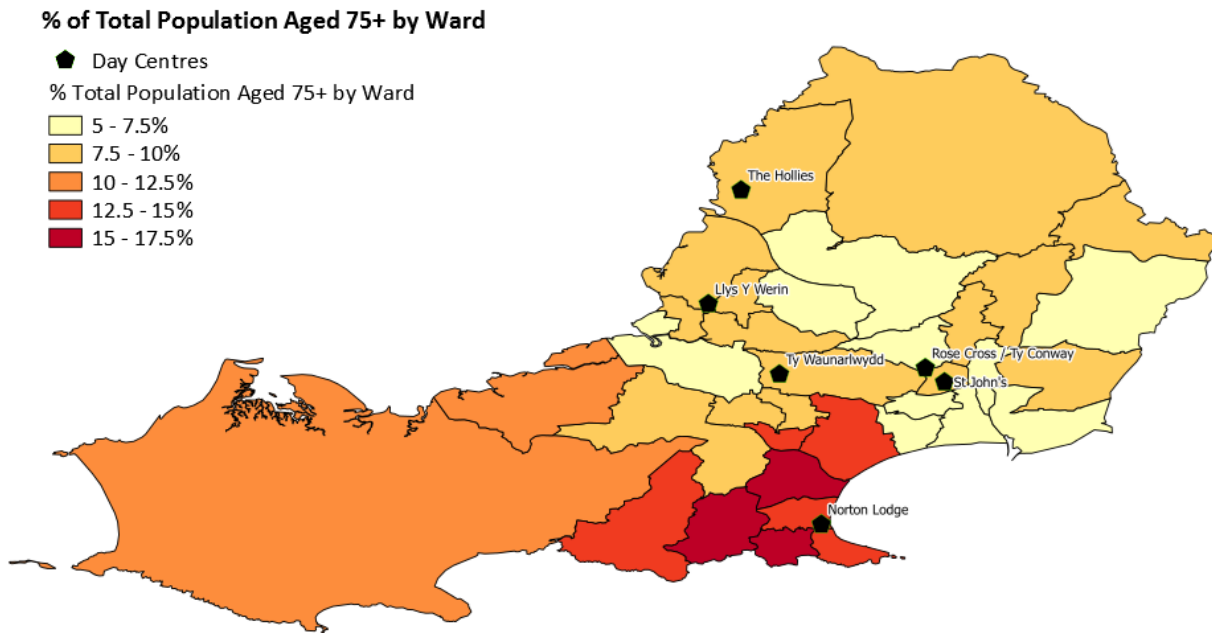 % of Total Population Aged 75+ by Ward
Day Centres
% Total Population Aged 75+ by Ward
5 - 7.5%
7.5 - 10%
10 - 12.5%
12.5 - 15%
15 - 17.5%
The Hollies
Llys Y Werin
Rose Cross / Ty Conway
Ty Waunarlwydd
St John's
Norton Lodge